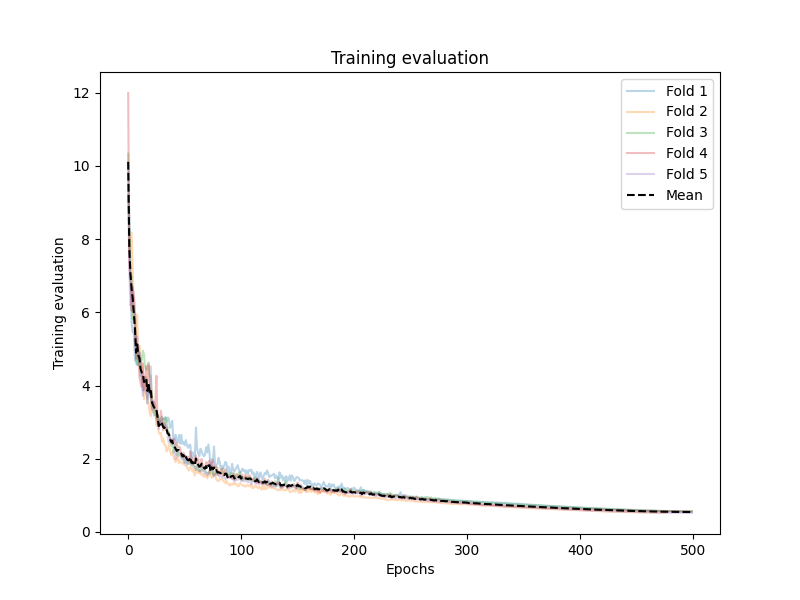 Training evaluation
12
10
8
6
4
2
0
Training evaluation
0
100
200
300
400
500
Epochs
Fold 1
Fold 2
Fold 3
Fold 4
Fold 5
Mean